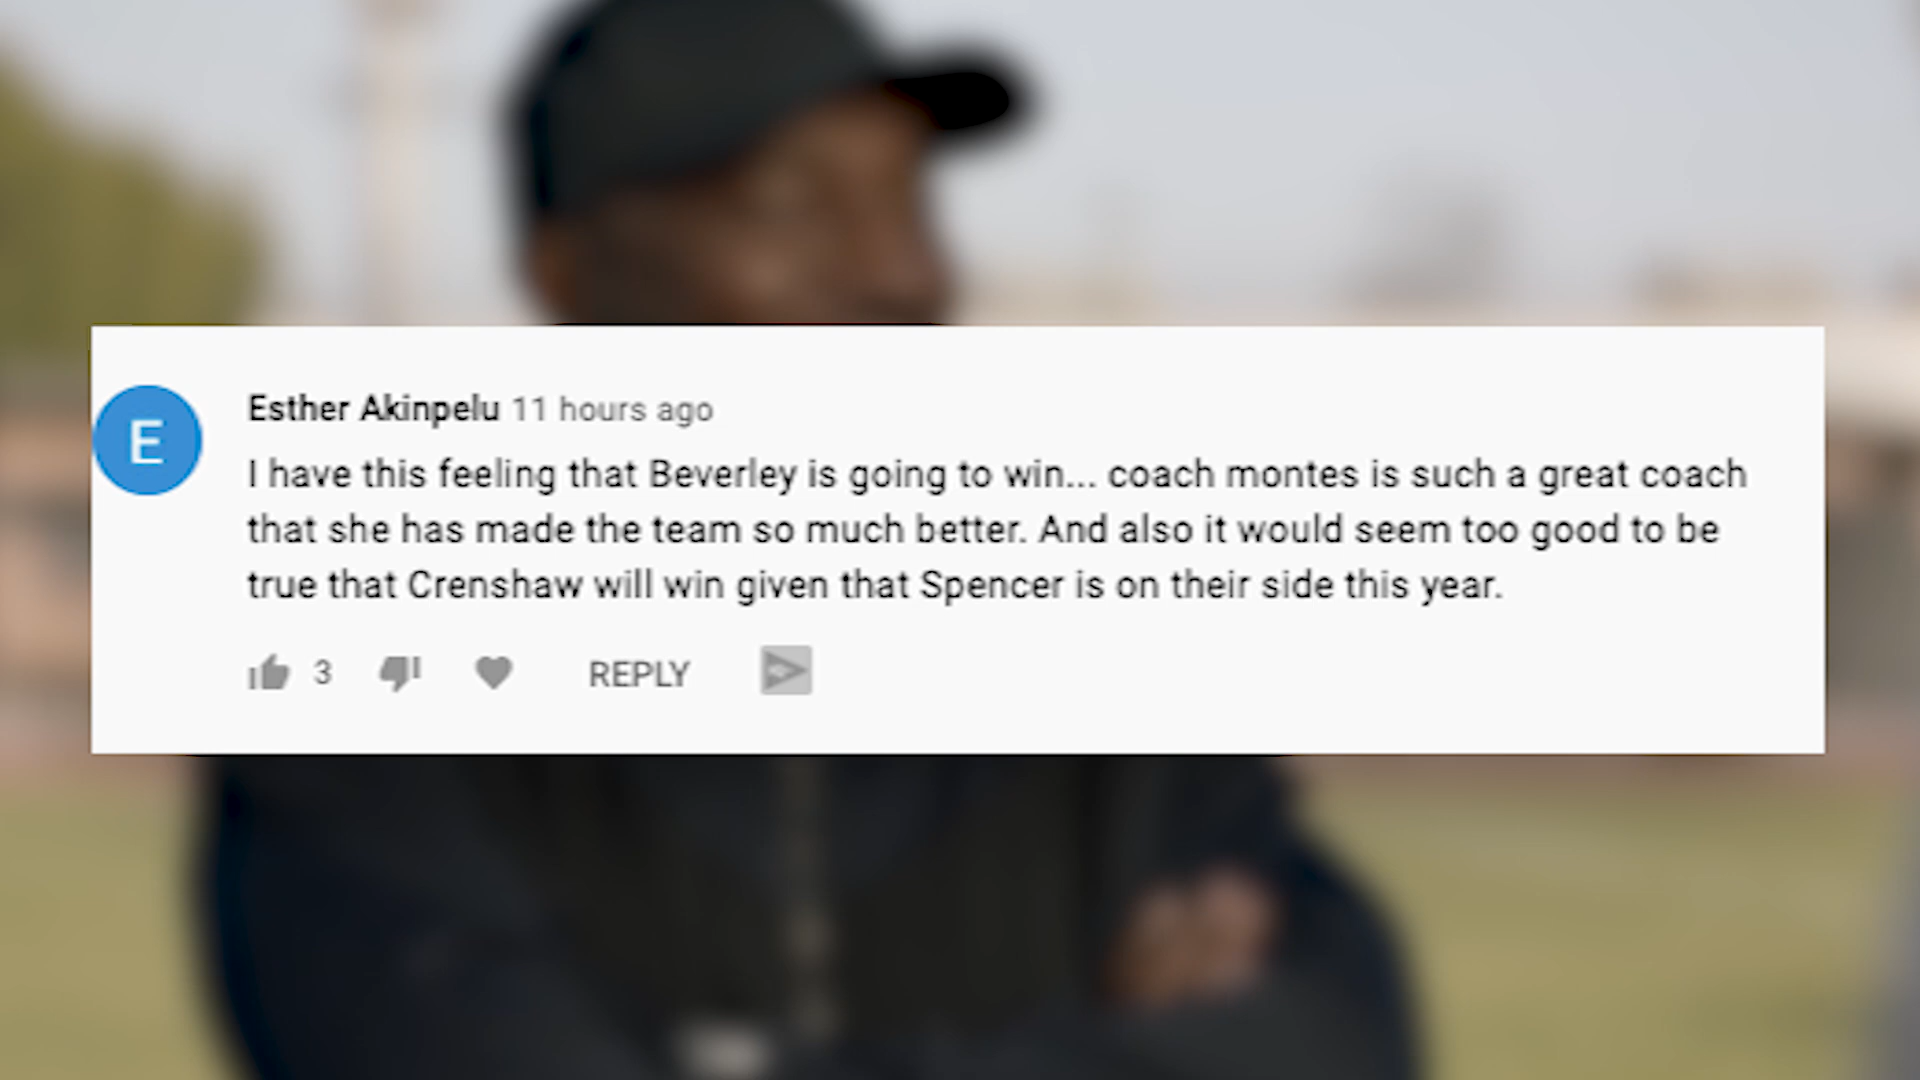 E
Esther Akinpelu 11 hours ago
I have this feeling that Beverley is going to win... coach montes is such a great coach
that she has made the team so much better. And also it would seem too good to be
true that Crenshaw will win given that Spencer is on their side this year.
3 REPLY